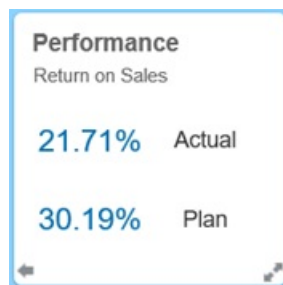 Performance
Return on Sales
21.71% Actual
30.19% Plan